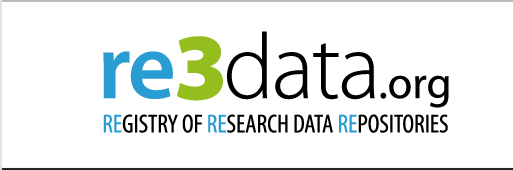 re3data.org
REGISTRY OF RESEARCH DATA REPOSITORIES